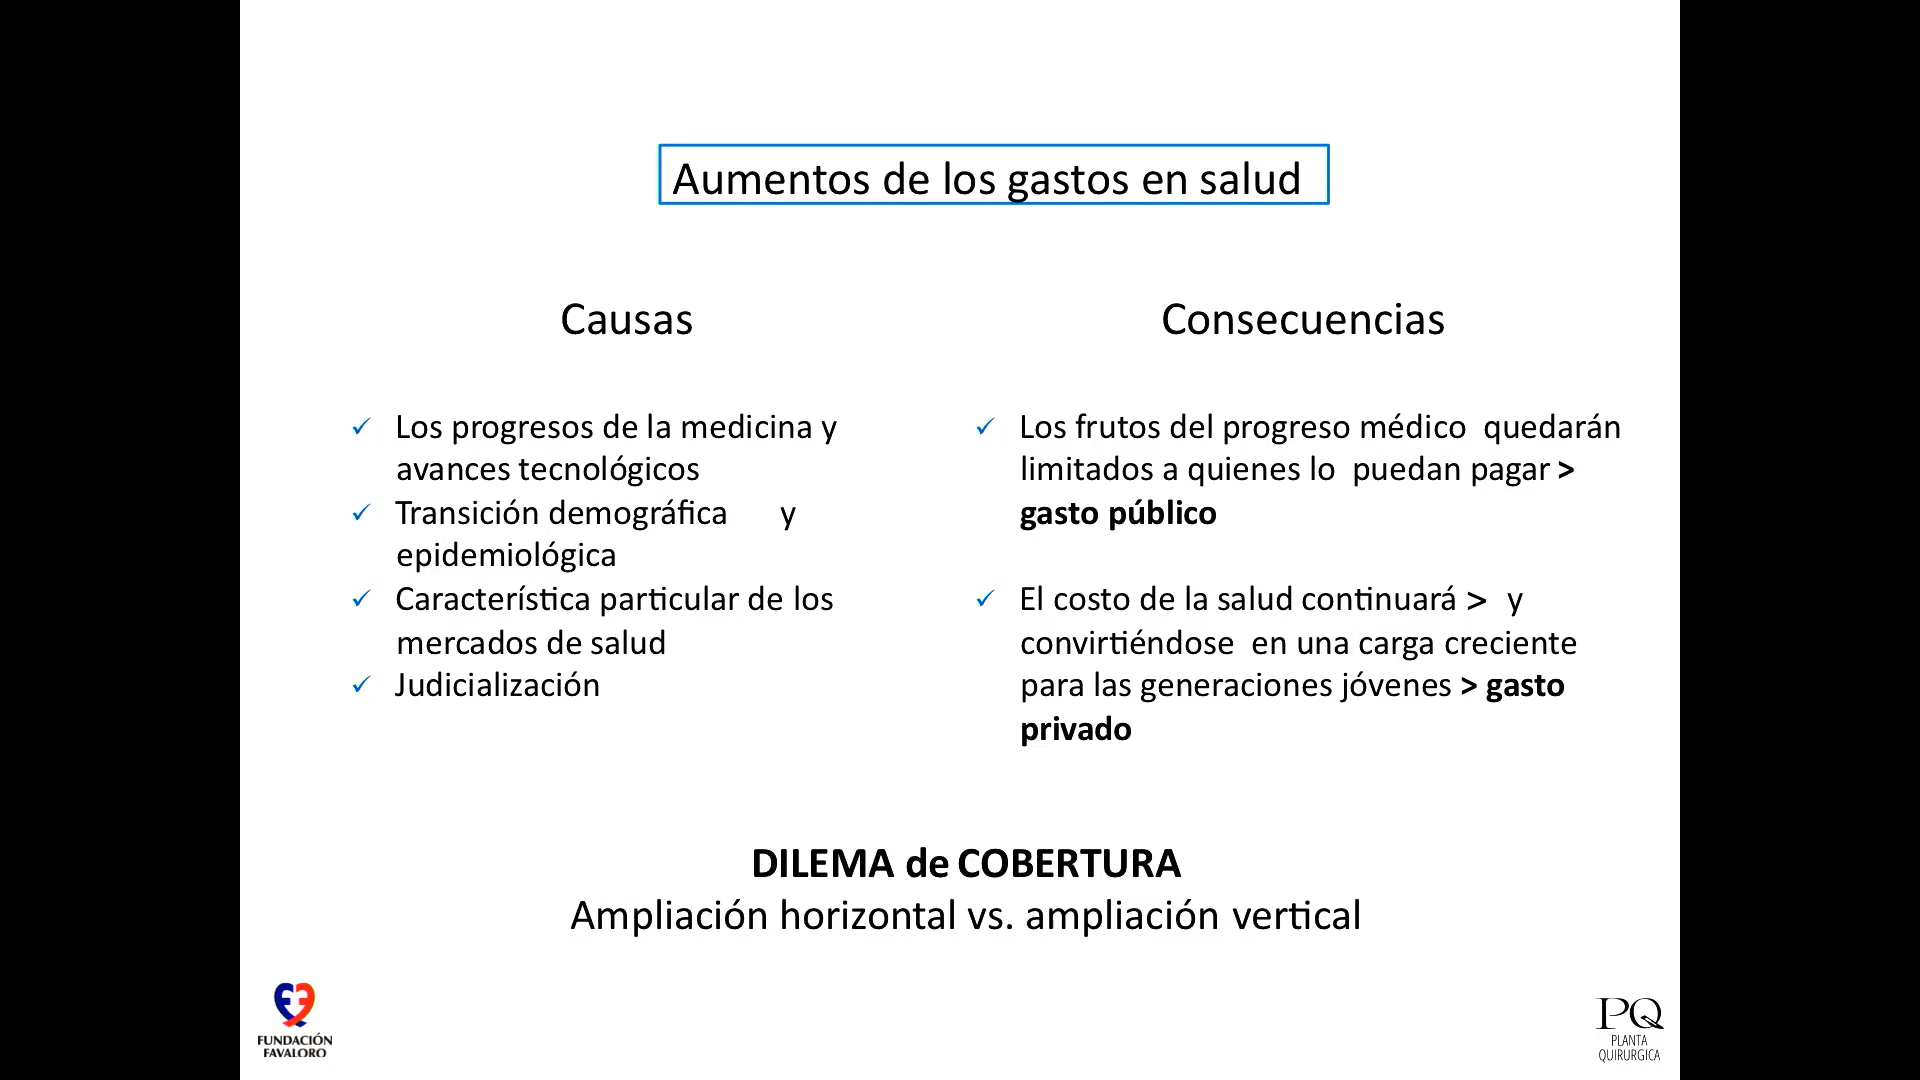 Aumentos de los gastos en salud
Causas
Los progresos de la medicina y
avances tecnológicos
Transición demográfica y
epidemiológica
Característica particular de los
mercados de salud
Judicialización
Consecuencias
Los frutos del progreso médico quedarán
limitados a quienes lo puedan pagar >
gasto público
El costo de la salud continuará > y
convirtiéndose en una carga creciente
para las generaciones jóvenes > gasto
privado
DILEMA de COBERTURA
Ampliación horizontal vs. ampliación vertical
FUNDACIÓN
FAVALORO
PQ
PLANTA
QUIRURGICA